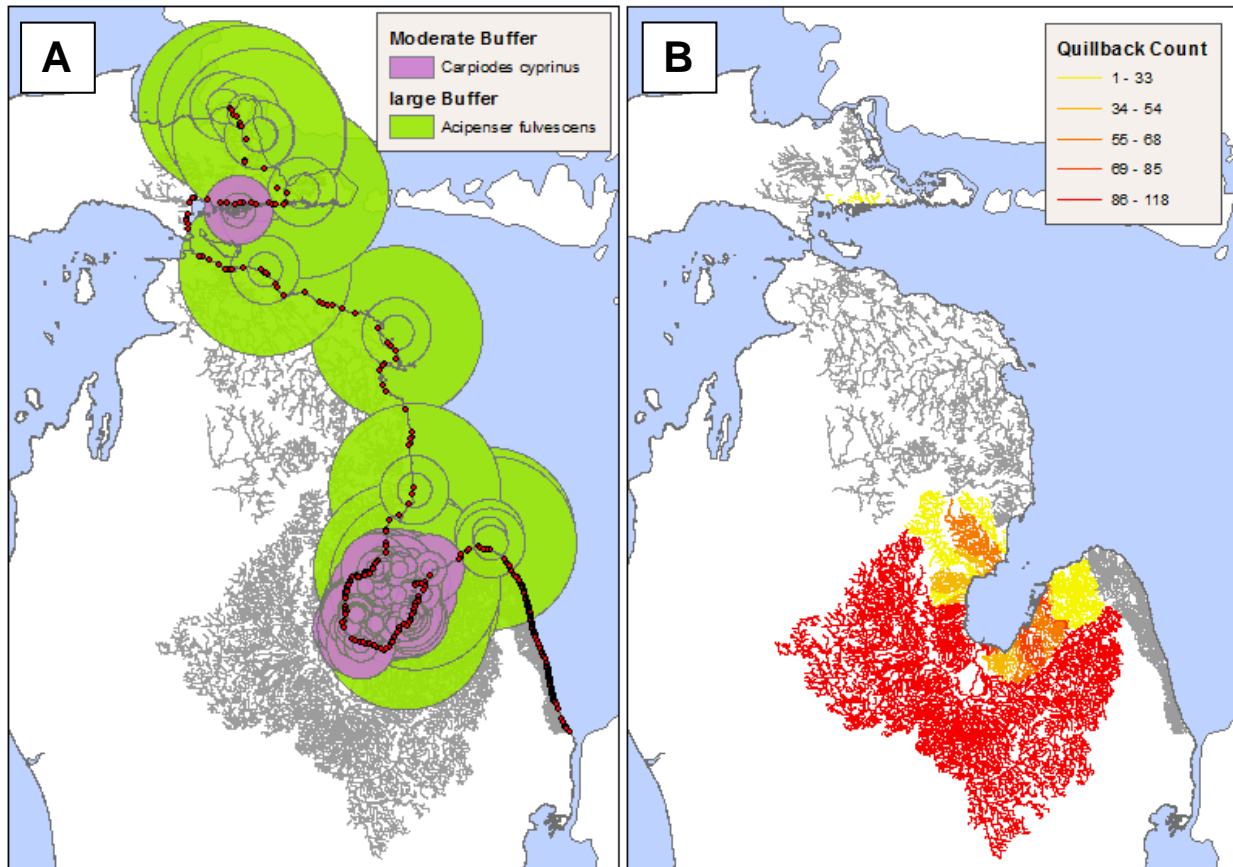 A
Moderate Buffer
Carpiodes cyprinus
large Buffer
Acipenser fulvescens
B
Quillback Count
1 - 33
34 - 54
55 - 68
69 - 85
86 - 118